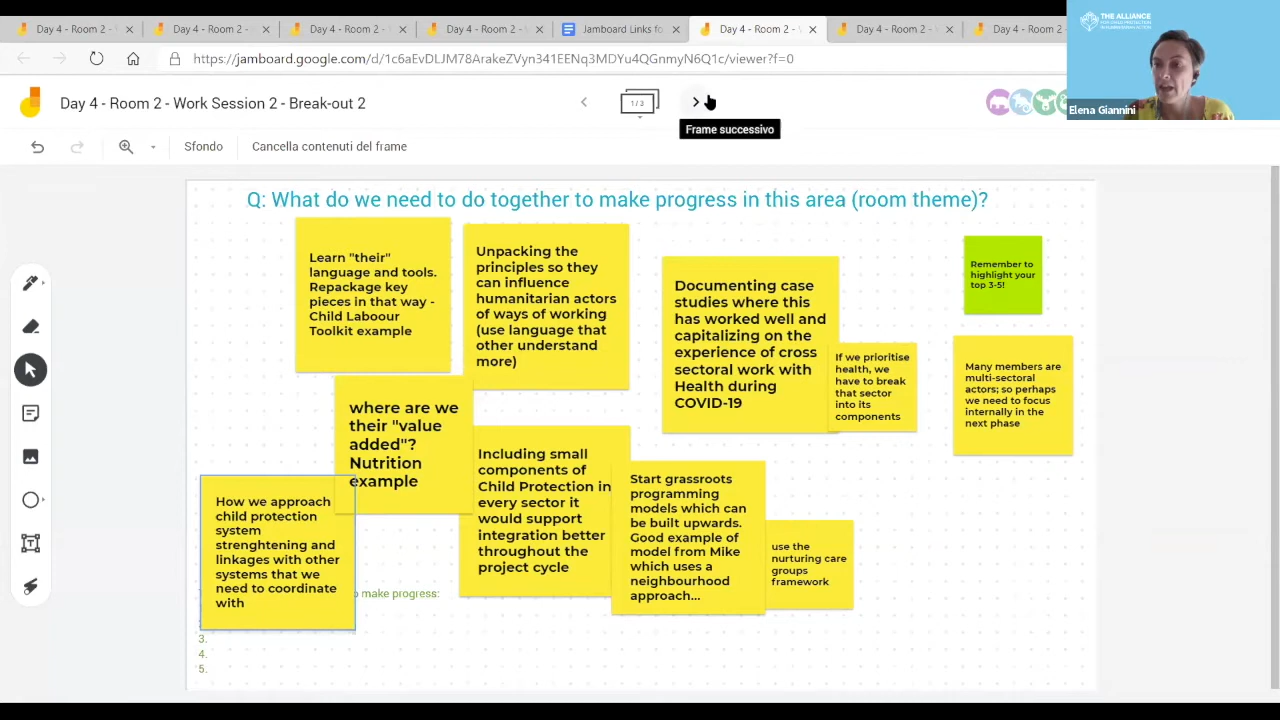 Day 4 - Room 2 -
Day 4 - Room 2 -
Day 4 - Room 2 -
Day 4 - Room 2 -
Jamboard Links fo
Day 4 - Room 2 -
Day 4 - Room 2 -
Day 4 - Room 2 -
THE ALLIANCE
FOR CHILD PROTECTION
IN HUMANITARIAN ACTION
https://jamboard.google.com/d/1c6aEvDLJM78ArakeZVyn341EENq3MDYu4QGnmyN6Q1c/viewer?f=0
Elena Giannini
Day 4 - Room 2 - Work Session 2 - Break-out 2
1/3
Frame successivo
Sfondo
Cancella contenuti del frame
Q: What do we need to do together to make progress in this area (room theme)?
Learn "their"
language and tools.
Repackage key
pieces in that way -
Child Laboour
Toolkit example
Unpacking the
principles so they
can influence
humanitarian actors
of ways of working
(use language that
other understand
more)
Documenting case
studies where this
has worked well and
capitalizing on the
experience of cross
sectoral work with
Health during
COVID-19
If we prioritise
health, we
have to break
that sector
into its
components
Remember to
highlight your
top 3-5!
Many members are
multi-sectoral
actors; so perhaps
we need to focus
internally in the
next phase
where are we
their "value
added"?
Nutrition
example
Including small
components of
Child Protection in
every sector it
would support
integration better
throughout the
project cycle
Start grassroots
programming
models which can
be built upwards.
Good example of
model from Mike
which uses a
neighbourhood
approach...
use the
nurturing care
groups
framework
How we approach
child protection
system
strenghtening and
linkages with other
systems that we
need to coordinate
with
o make progress:
3.
4.
5.